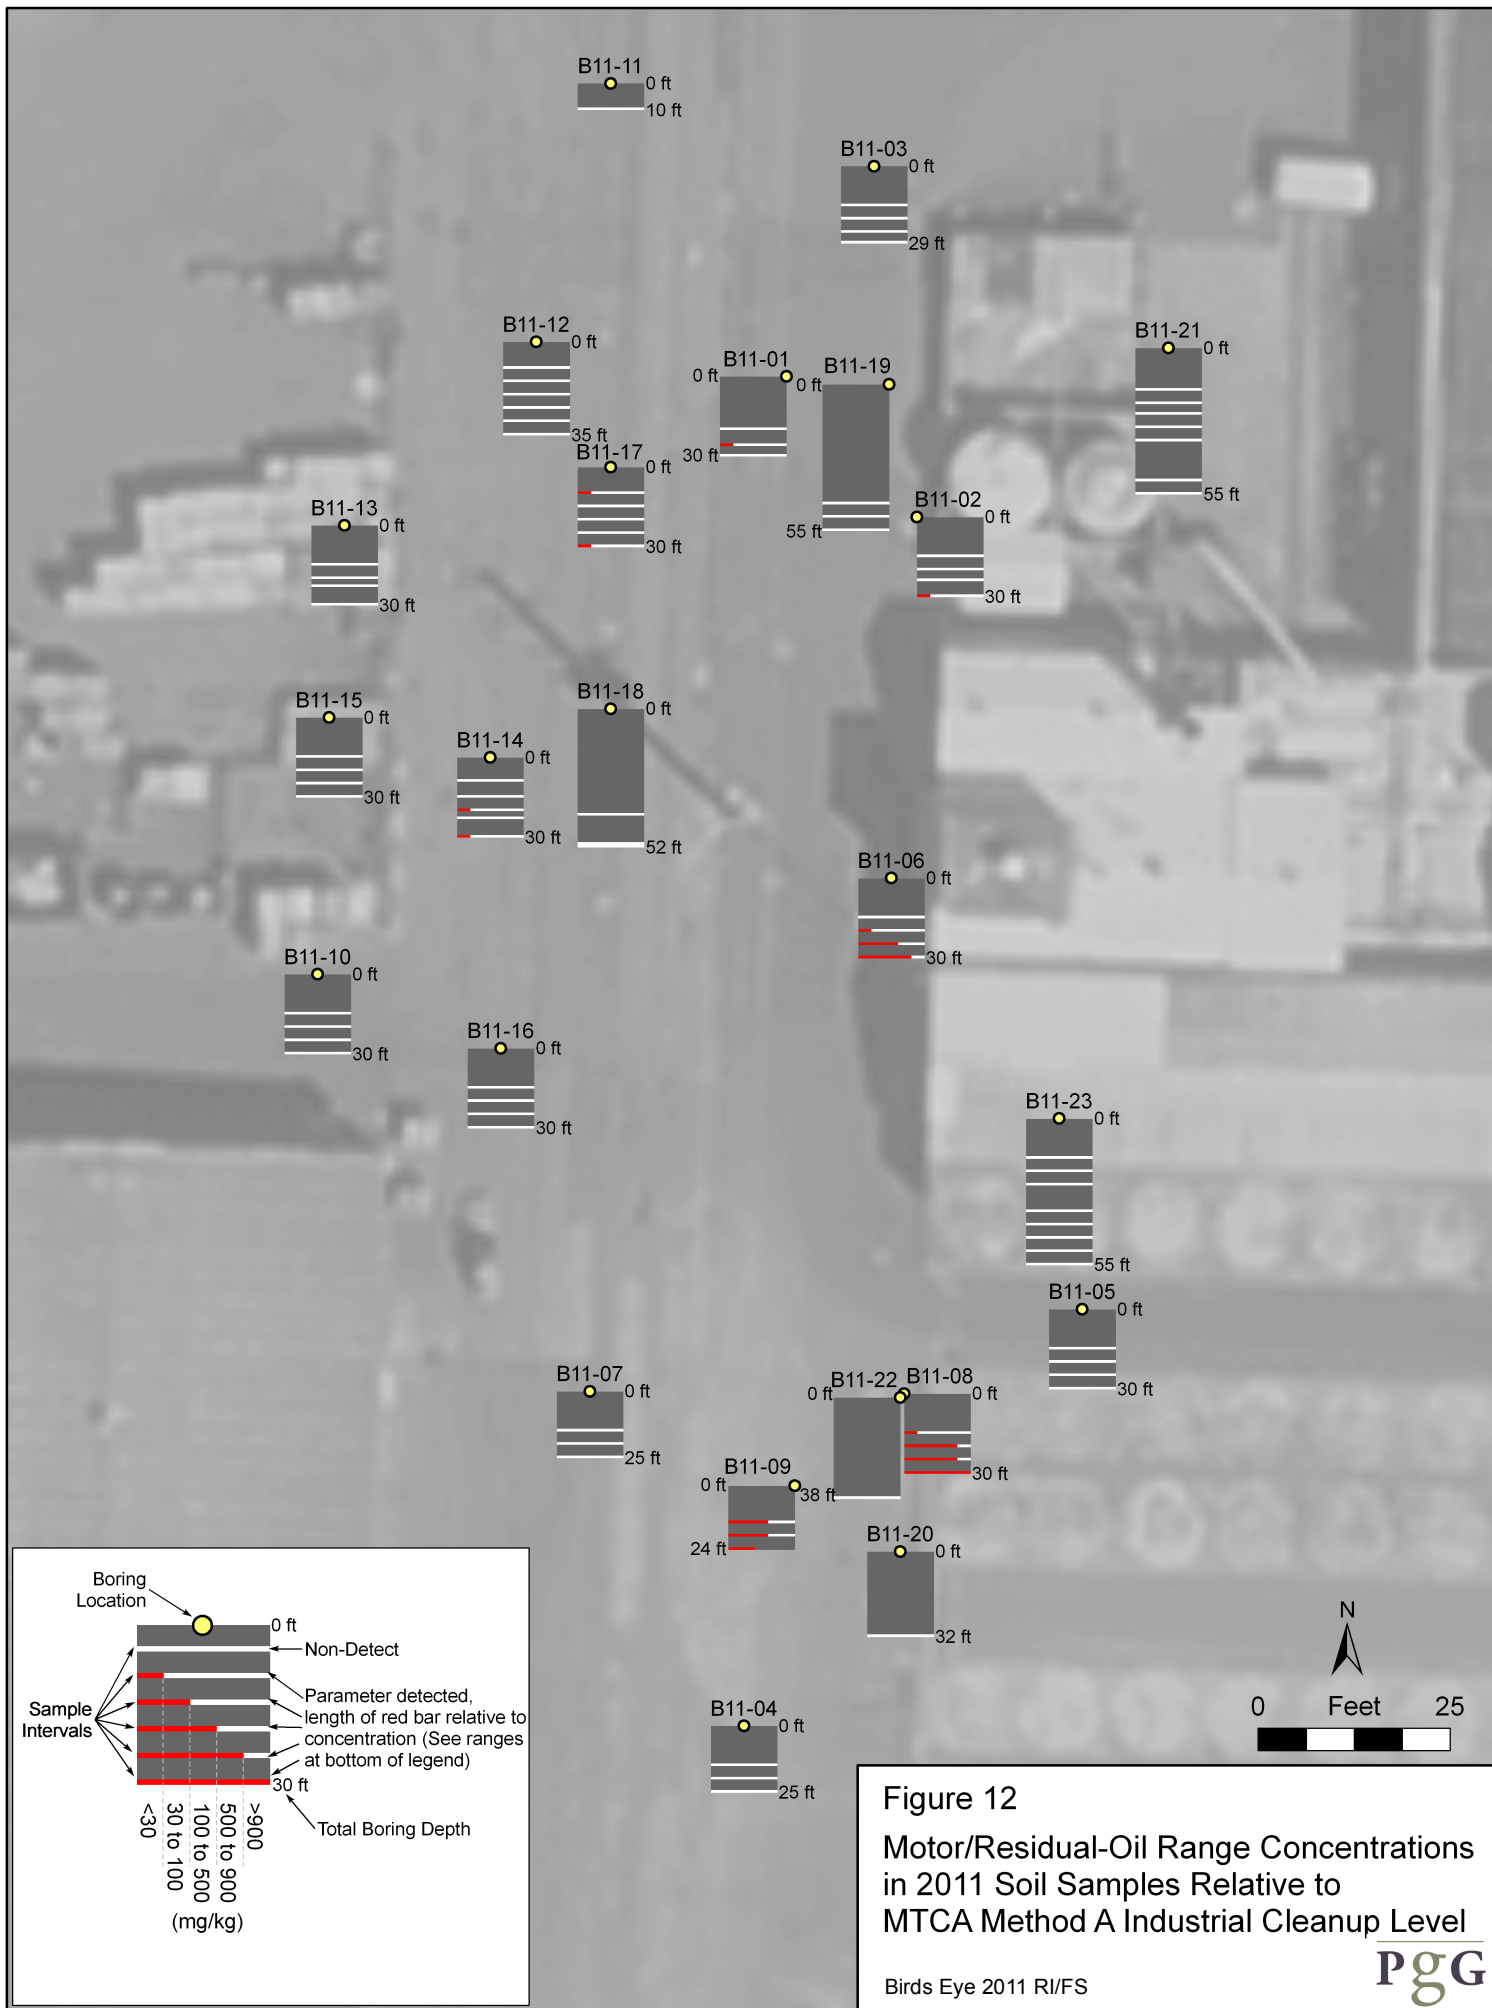 B11-11
0 ft
10 ft
B11-03
0 ft
29 ft
B11-12
0 ft
35 ft
B11-01
0 ft
30 ft
B11-19
0 ft
55 ft
B11-21
0 ft
55 ft
B11-17
0 ft
30 ft
B11-02
0 ft
30 ft
B11-13
0 ft
30 ft
B11-15
0 ft
30 ft
B11-18
0 ft
52 ft
B11-14
0 ft
30 ft
B11-06
0 ft
30 ft
B11-10
0 ft
30 ft
B11-16
0 ft
30 ft
B11-23
0 ft
55 ft
B11-05
0 ft
30 ft
B11-07
0 ft
25 ft
B11-22
0 ft
38 ft
B11-08
0 ft
30 ft
B11-09
0 ft
24 ft
B11-20
0 ft
32 ft
B11-04
0 ft
25 ft
Boring
Location
0 ft
Non-Detect
Sample
Intervals
Parameter detected,
length of red bar relative to
concentration (See ranges
at bottom of legend)
30 ft
Total Boring Depth
<30
30 to 100
100 to 500
500 to 900
>900
(mg/kg)
N
0 Feet 25
Figure 12
Motor/Residual-Oil Range Concentrations
in 2011 Soil Samples Relative to
MTCA Method A Industrial Cleanup Level
Birds Eye 2011 RI/FS
PgG